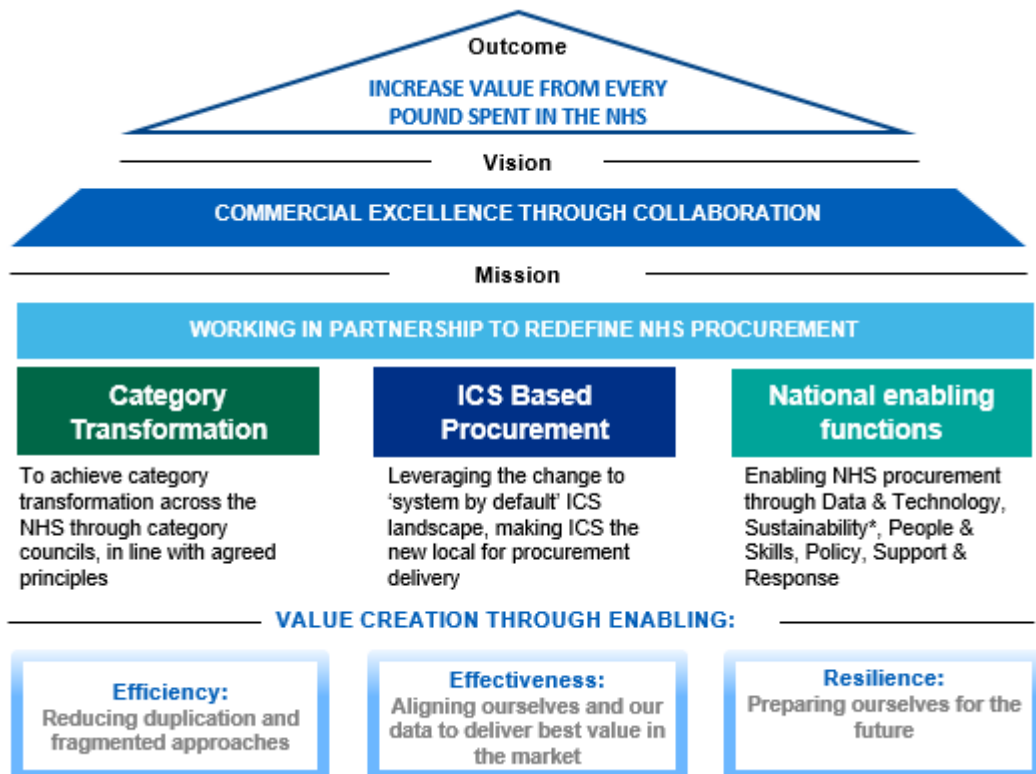 Outcome
INCREASE VALUE FROM EVERY
POUND SPENT IN THE NHS
Vision
COMMERCIAL EXCELLENCE THROUGH COLLABORATION
Mission
WORKING IN PARTNERSHIP TO REDEFINE NHS PROCUREMENT
Category
Transformation
To achieve category
transformation across the
NHS through category
councils, in line with agreed
principles
ICS Based
Procurement
Leveraging the change to
‘system by default’ ICS
landscape, making ICS the
new local for procurement
delivery
National enabling
functions
Enabling NHS procurement
through Data & Technology,
Sustainability*, People &
Skills, Policy, Support &
Response
VALUE CREATION THROUGH ENABLING:
Efficiency:
Reducing duplication and
fragmented approaches
Effectiveness:
Aligning ourselves and our
data to deliver best value in
the market
Resilience:
Preparing ourselves for the
future